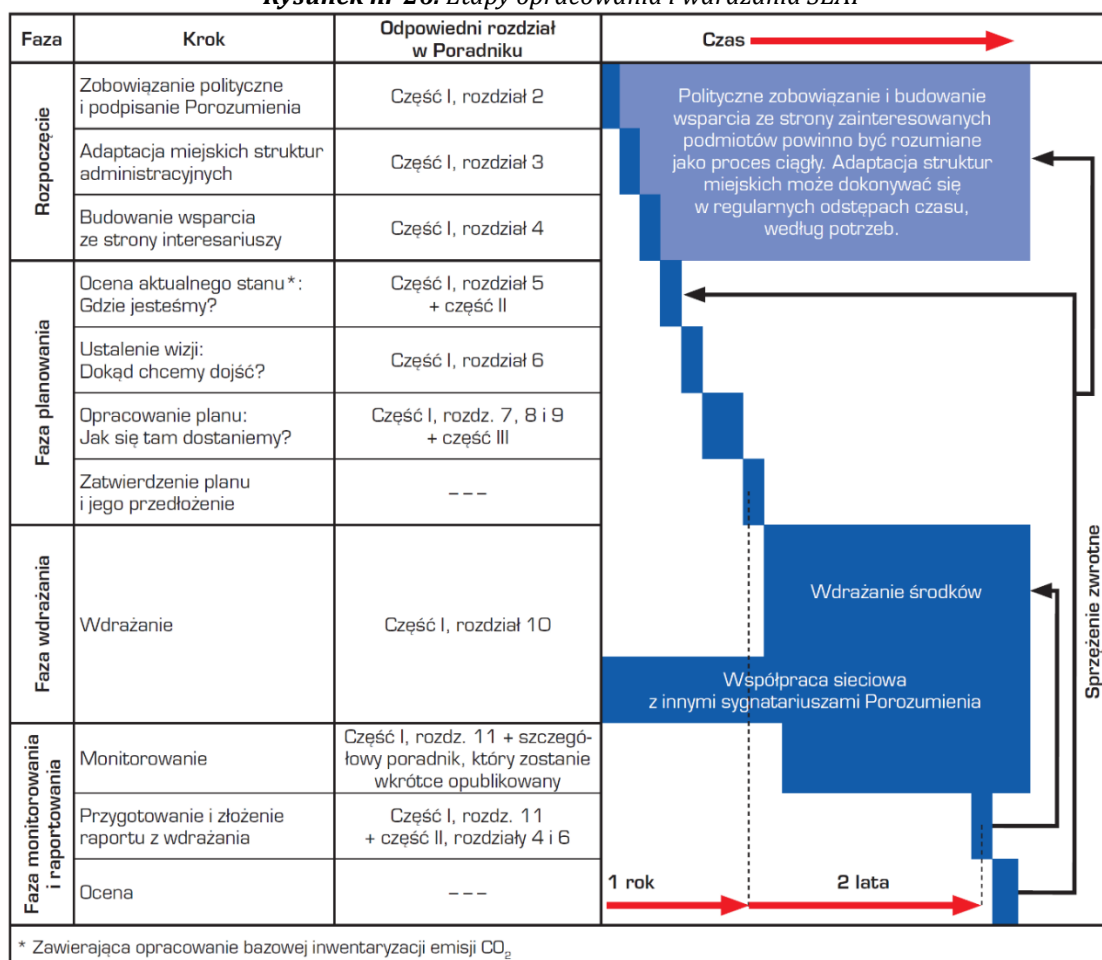 Rysunek nr 26. Etapy opracowania i wdrażania SEAP
Faza
Krok
Odpowiedni rozdział
w Poradniku
Czas
Rozpoczęcie
Zobowiązanie polityczne
i podpisanie Porozumienia
Część I, rozdział 2
Adaptacja miejskich struktur
administracyjnych
Część I, rozdział 3
Budowanie wsparcia
ze strony interesariuszy
Część I, rozdział 4
Polityczne zobowiązanie i budowanie
wsparcia ze strony zainteresowanych
podmiotów powinno być rozumiane
jako proces ciągły. Adaptacja struktur
miejskich może dokonywać się
w regularnych odstępach czasu,
według potrzeb.
Faza planowania
Ocena aktualnego stanu*:
Gdzie jesteśmy?
Część I, rozdział 5
+ część II
Ustalenie wizji:
Dokąd chcemy dojść?
Część I, rozdział 6
Opracowanie planu:
Jak się tam dostaniemy?
Część I, rozdz. 7, 8 i 9
+ część III
Zatwierdzenie planu
i jego przedłożenie
– – –
Faza wdrażania
Wdrażanie
Część I, rozdział 10
Wdrażanie środków
Współpraca sieciowa
z innymi sygnatariuszami Porozumienia
Sprzężenie zwrotne
Faza monitorowania
i raportowania
Monitorowanie
Część I, rozdz. 11 + szczegó-
łowy poradnik, który zostanie
wkrótce opublikowany
Przygotowanie i złożenie
raportu z wdrażania
Część I, rozdz. 11
+ część II, rozdziały 4 i 6
Ocena
– – –
1 rok
2 lata
* Zawierająca opracowanie bazowej inwentaryzacji emisji CO₂